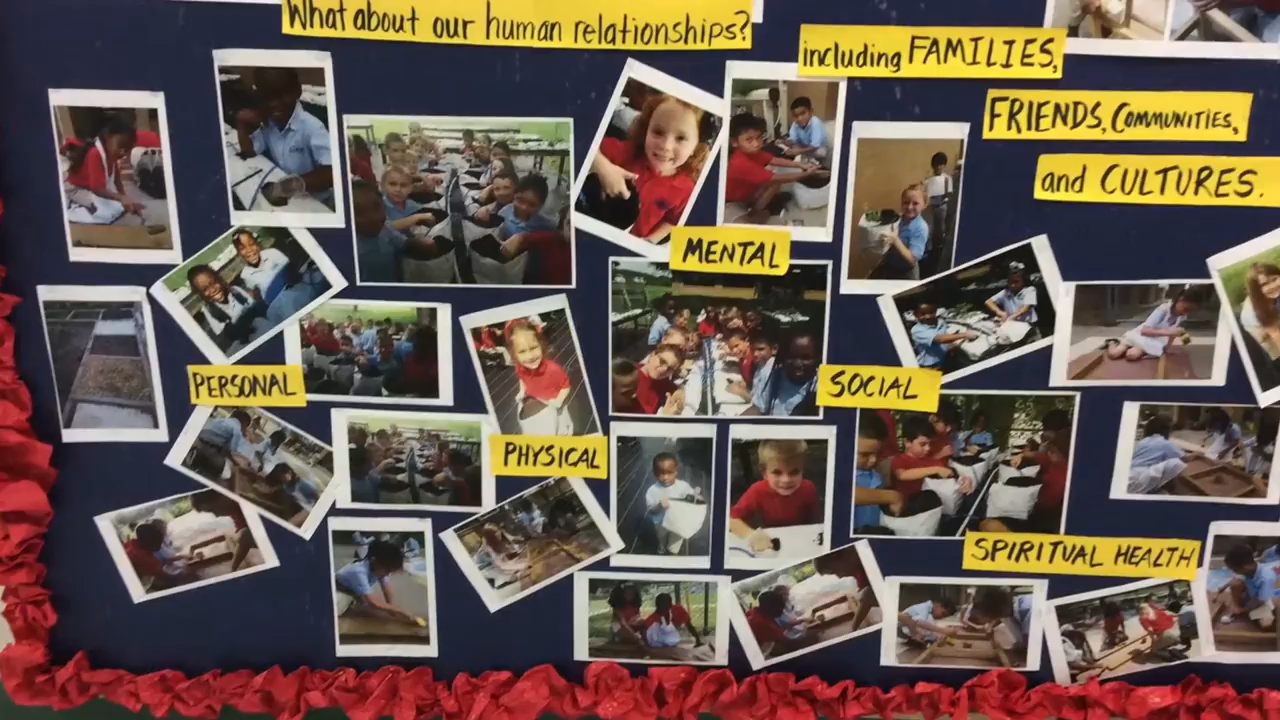 What about our human relationships?
including FAMILIES,
FRIENDS, COMMUNITIES,
and CULTURES.
MENTAL
PERSONAL
SOCIAL
PHYSICAL
SPIRITUAL HEALTH